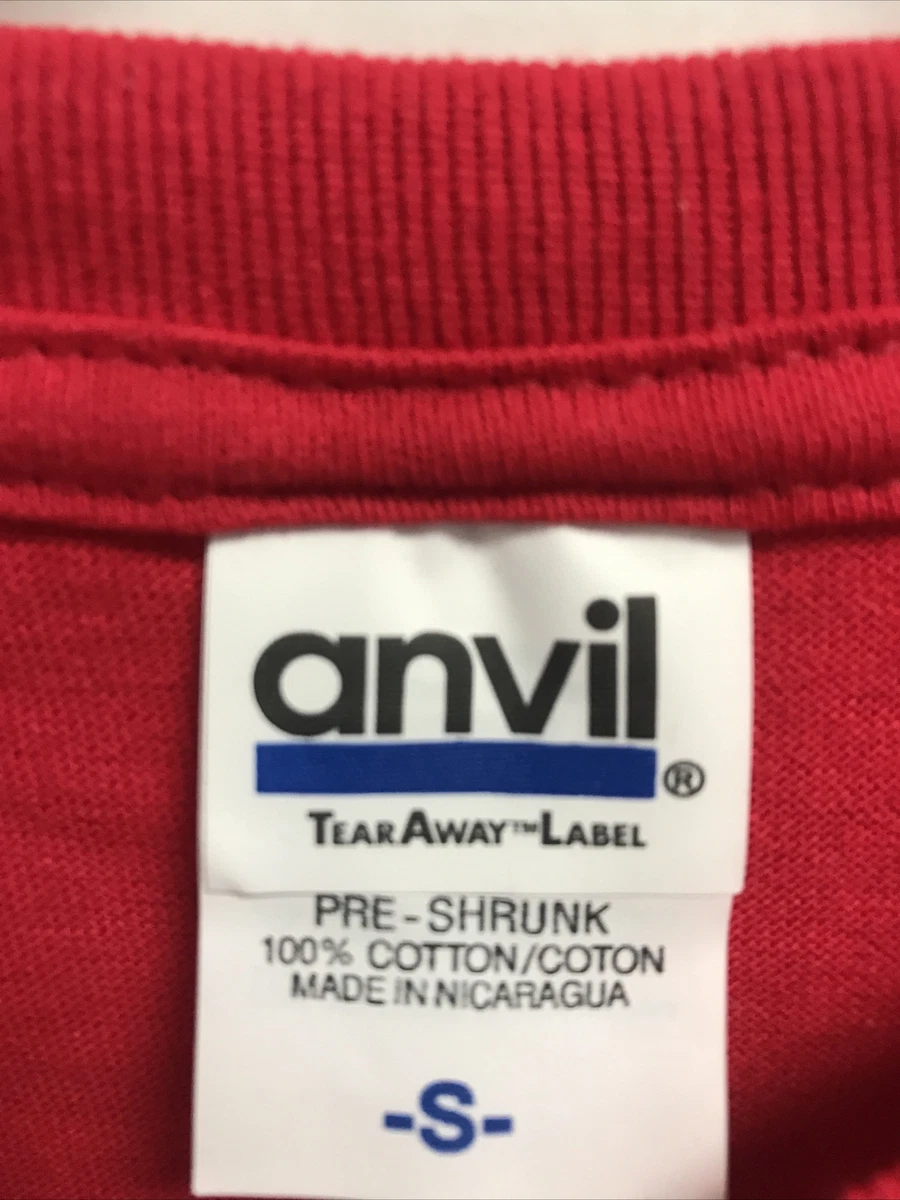 anvil®
TEARAWAY™LABEL
PRE-SHRUNK
100% COTTON/COTON
MADE IN NICARAGUA
-S-